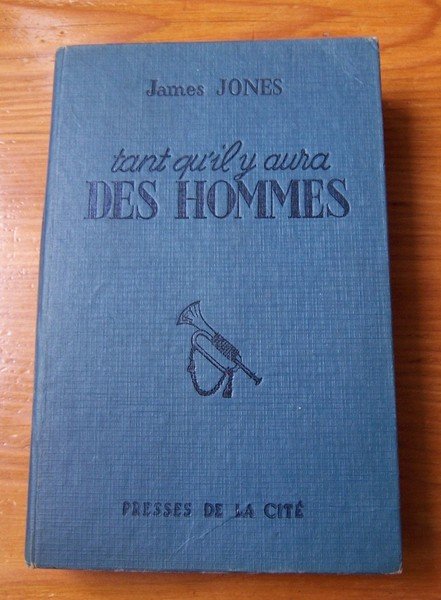 James JONES
tant qu'il y aura
DES HOMMES
PRESSES DE LA CITÉ